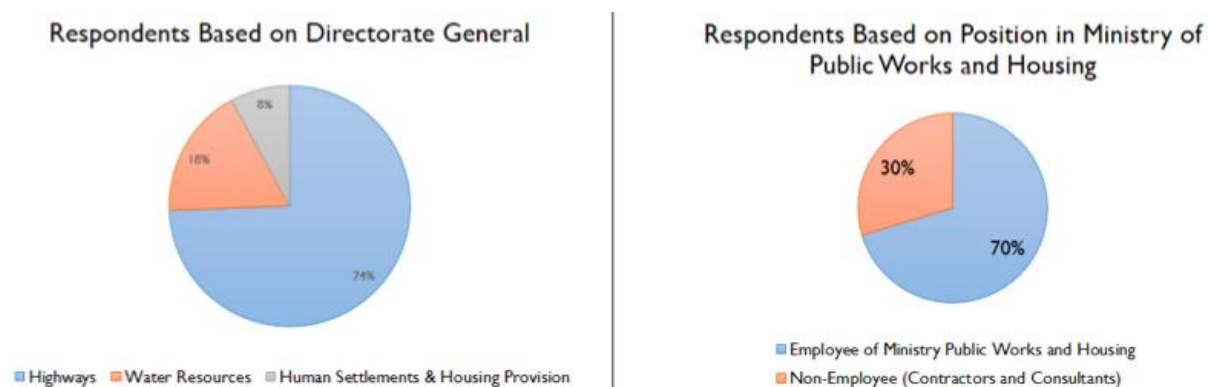 Respondents Based on Directorate General
8%
18%
74%
Highways Water Resources Human Settlements & Housing Provision
Respondents Based on Position in Ministry of
Public Works and Housing
30%
70%
Employee of Ministry Public Works and Housing
Non-Employee (Contractors and Consultants)